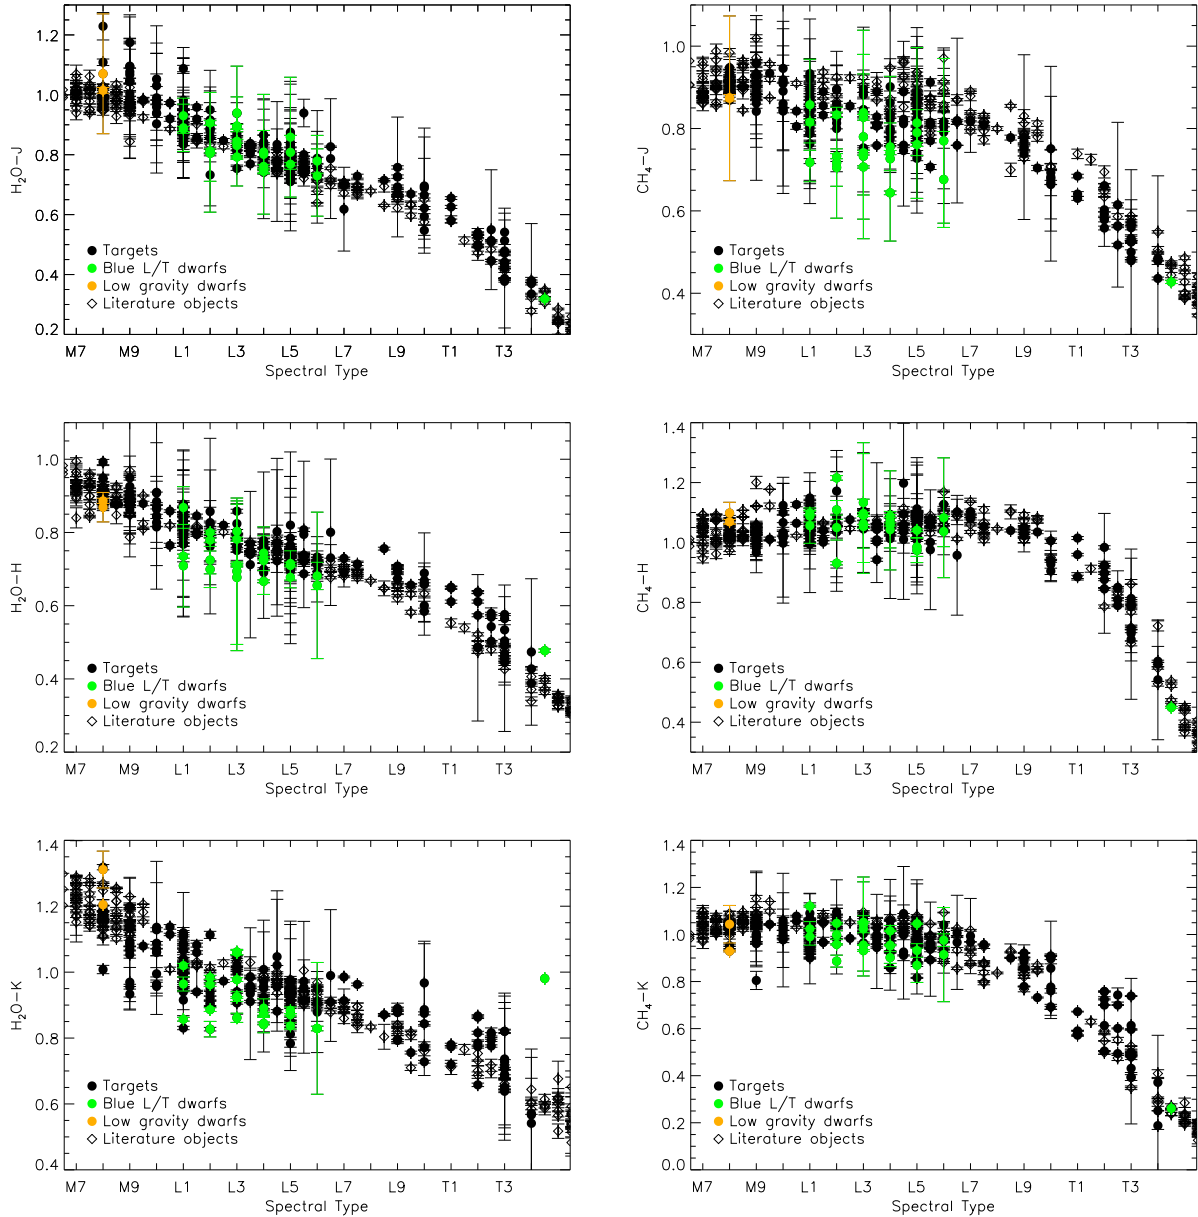 H₂O−J
1.2
1.0
0.8
0.6
0.4
0.2
Targets
Blue L/T dwarfs
Low gravity dwarfs
Literature objects
M7 M9 L1 L3 L5 L7 L9 T1 T3
Spectral Type
CH₄−J
1.0
0.8
0.6
0.4
Targets
Blue L/T dwarfs
Low gravity dwarfs
Literature objects
M7 M9 L1 L3 L5 L7 L9 T1 T3
Spectral Type
H₂O−H
1.0
0.8
0.6
0.4
0.2
Targets
Blue L/T dwarfs
Low gravity dwarfs
Literature objects
M7 M9 L1 L3 L5 L7 L9 T1 T3
Spectral Type
CH₄−H
1.4
1.2
1.0
0.8
0.6
0.4
Targets
Blue L/T dwarfs
Low gravity dwarfs
Literature objects
M7 M9 L1 L3 L5 L7 L9 T1 T3
Spectral Type
H₂O−K
1.4
1.2
1.0
0.8
0.6
0.4
Targets
Blue L/T dwarfs
Low gravity dwarfs
Literature objects
M7 M9 L1 L3 L5 L7 L9 T1 T3
Spectral Type
CH₄−K
1.4
1.2
1.0
0.8
0.6
0.4
0.2
0.0
Targets
Blue L/T dwarfs
Low gravity dwarfs
Literature objects
M7 M9 L1 L3 L5 L7 L9 T1 T3
Spectral Type